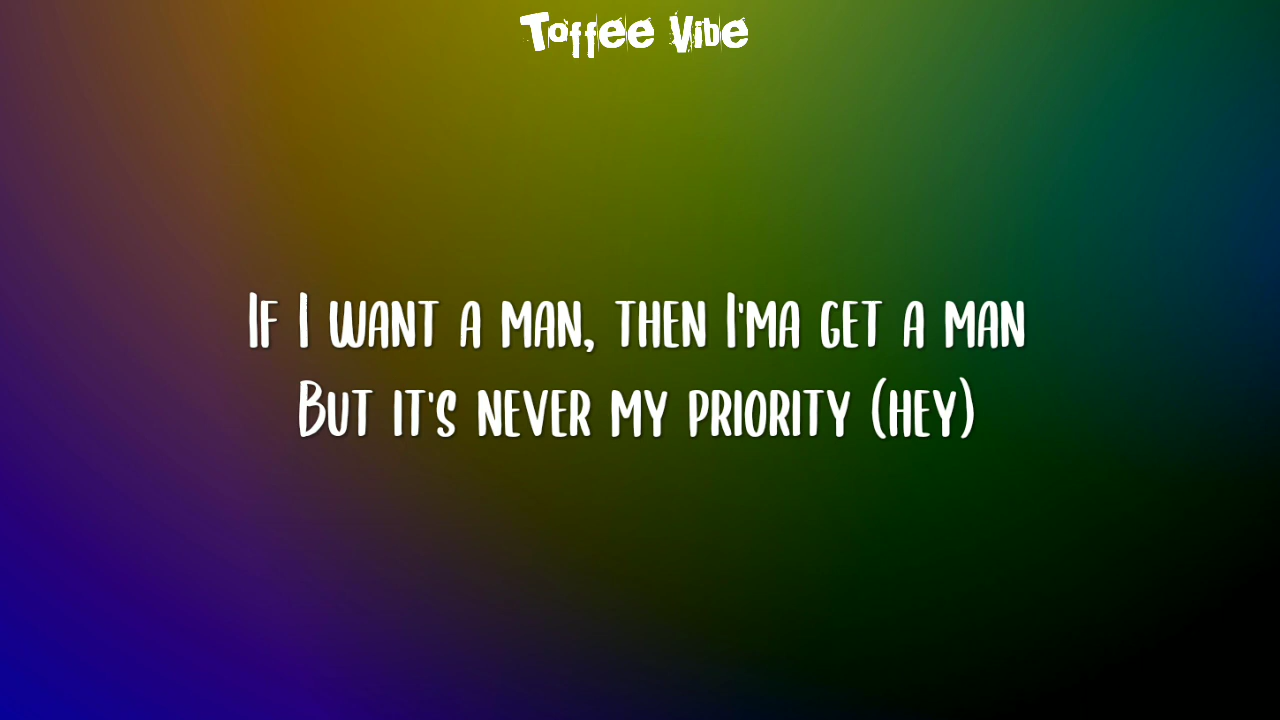 Toffee Vibe
If I want a man, then I'ma get a man
But it's never my priority (hey)